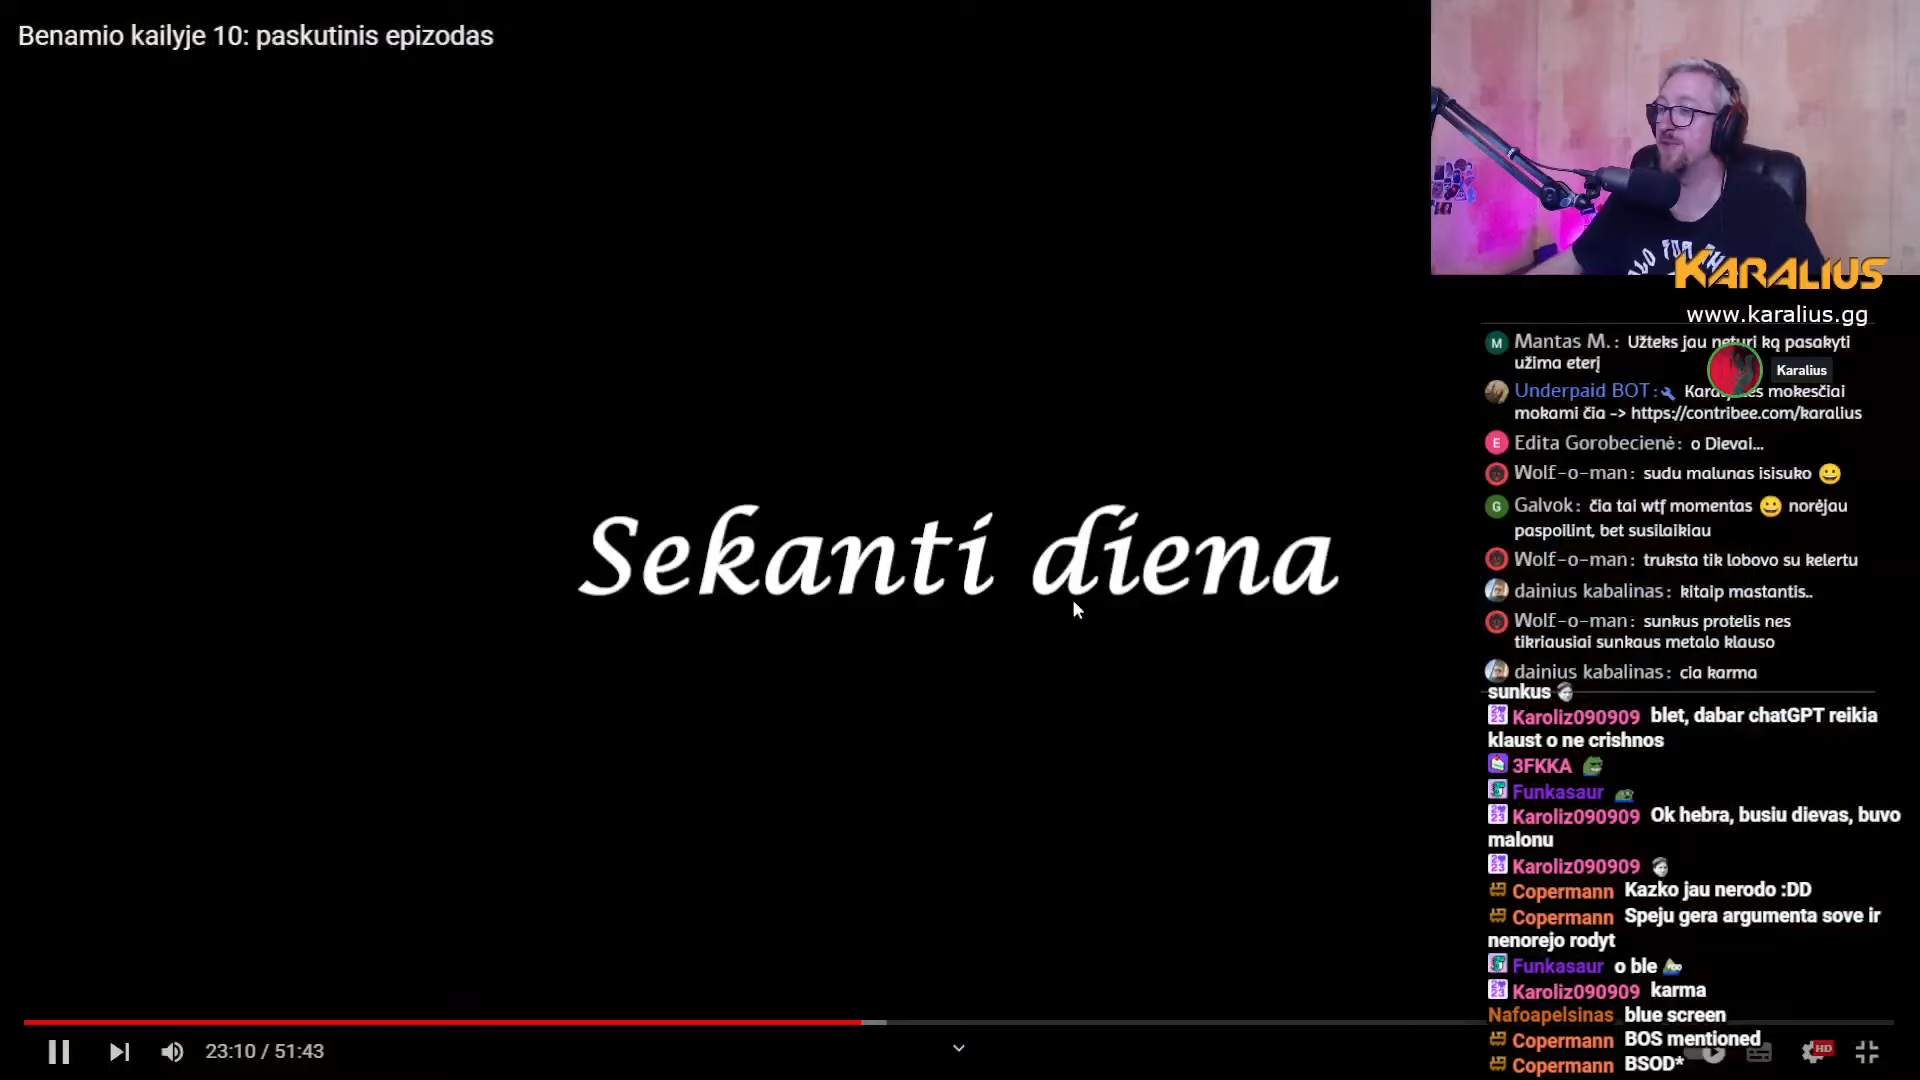 Benamio kailyje 10: paskutinis epizodas
Sekanti diena
KARALIUS
www.karalius.gg
M Mantas M.: Užteks jau neturi ką pasakyti
užima eterį
Karalius
Underpaid BOT: mokesčiai
mokami čia -> https://contribee.com/karalius
E Edita Gorobecienė: o Dievai...
Wolf-o-man: sudu malunas isisuko 😀
G Galvok: čia tai wtf momentas 😀 norėjau
paspoilint, bet susilaikiau
Wolf-o-man: truksta tik lobovo su kelertu
dainius kabalinas: kitaip mastantis..
Wolf-o-man: sunkus protelis nes
tikriausiai sunkaus metalo klauso
dainius kabalinas: cia karma
sunkus
Karoliz090909 blet, dabar chatGPT reikia
klaust o ne crishnos
3FKKA
Funkasaur
Karoliz090909 Ok hebra, busiu dievas, buvo
malonu
Karoliz090909
Copermann Kazko jau nerodo :DD
Copermann Speju gera argumenta sove ir
nenorejo rodyt
Funkasaur o ble
Karoliz090909 karma
Nafoapelsinas blue screen
Copermann BOS mentioned
Copermann BSOD*
23:10 / 51:43
HD